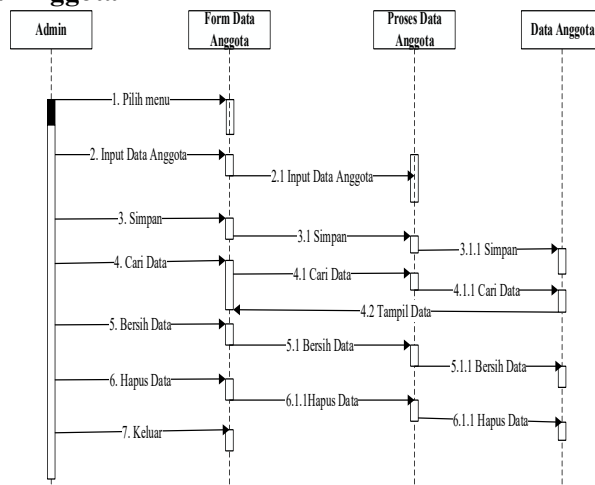 Admin
Form Data
Anggota
Proses Data
Anggota
Data Anggota
1. Pilih menu
2. Input Data Anggota
2.1 Input Data Anggota
3. Simpan
3.1 Simpan
3.1.1 Simpan
4. Cari Data
4.1 Cari Data
4.1.1 Cari Data
4.2 Tampil Data
5. Bersih Data
5.1 Bersih Data
5.1.1 Bersih Data
6. Hapus Data
6.1.1Hapus Data
6.1.1 Hapus Data
7. Keluar